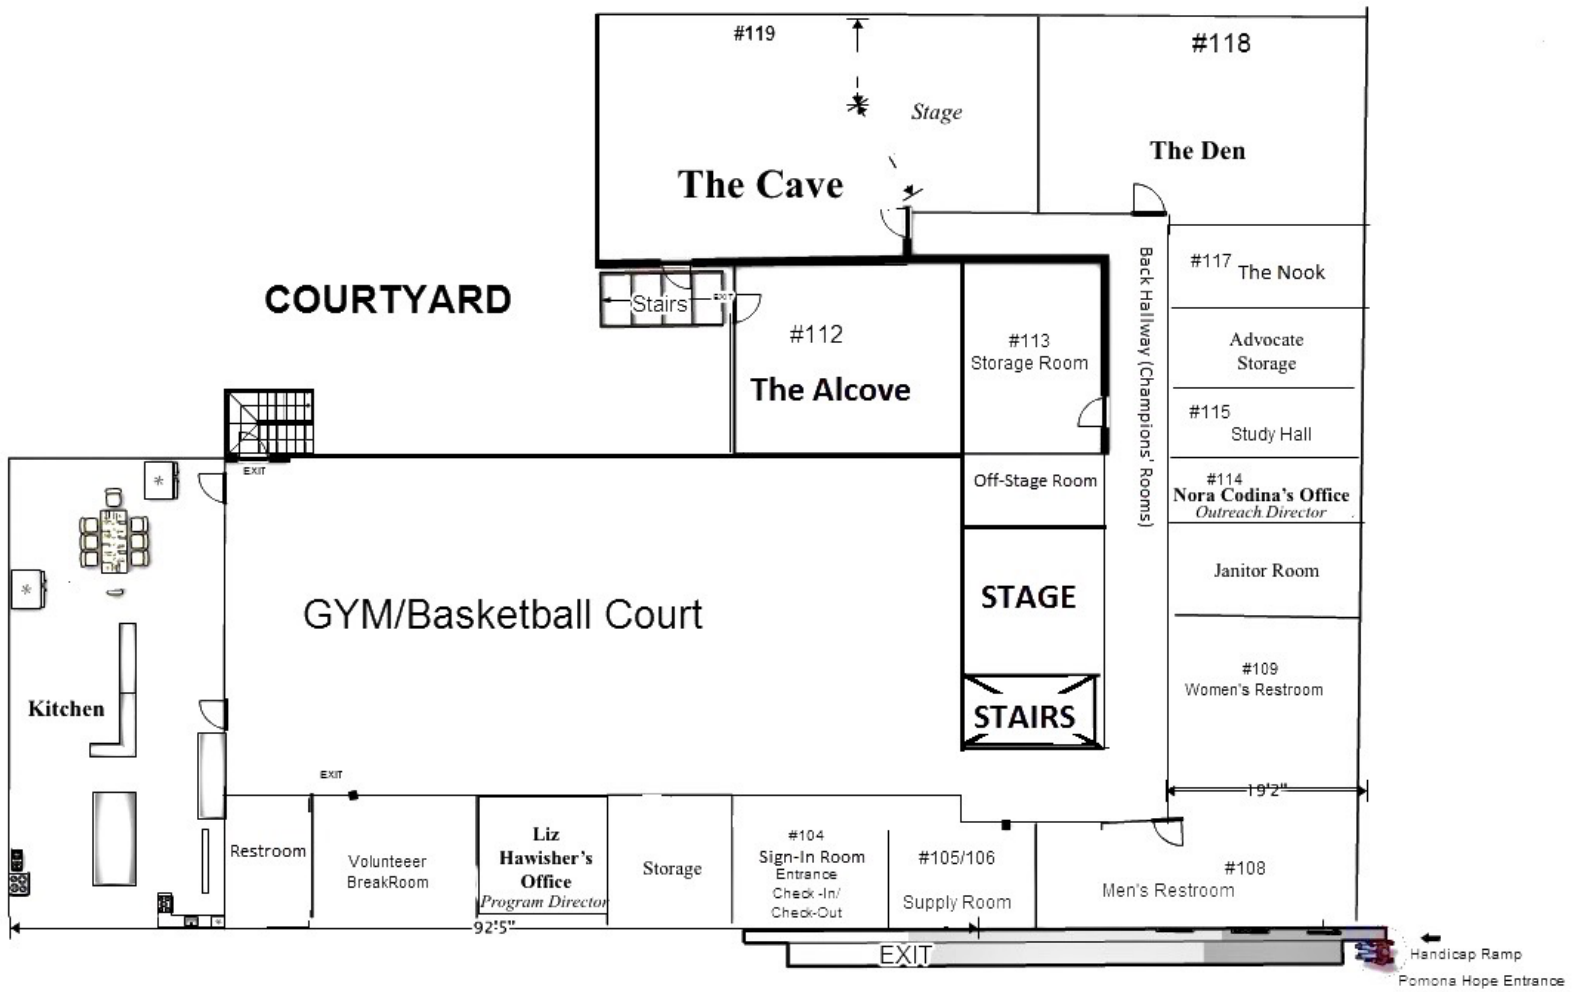 #119
#118
Stage
The Den
The Cave
#117
The Nook
COURTYARD
Stairs
EXIT
#112
The Alcove
#113
Storage Room
Back Hallway (Champions' Rooms)
Advocate
Storage
#115
Study Hall
EXIT
Off-Stage Room
#114
Nora Codina's Office
Outreach Director
Janitor Room
STAGE
GYM/Basketball Court
Kitchen
STAIRS
#109
Women's Restroom
19'2"
EXIT
Restroom
Volunteeer
BreakRoom
Liz
Hawisher's
Office
Program Director
Storage
#104
Sign-In Room
Entrance
Check -In/
Check-Out
#105/106
Supply Room
#108
Men's Restroom
92'5"
EXIT
Handicap Ramp
Pomona Hope Entrance